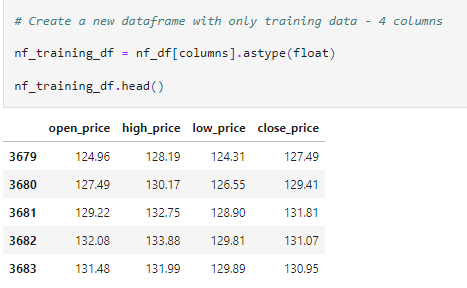 # Create a new dataframe with only training data - 4 columns
nf_training_df = nf_df[columns].astype(float)
nf_training_df.head()
open_price high_price low_price close_price
3679 124.96 128.19 124.31 127.49
3680 127.49 130.17 126.55 129.41
3681 129.22 132.75 128.90 131.81
3682 132.08 133.88 129.81 131.07
3683 131.48 131.99 129.89 130.95